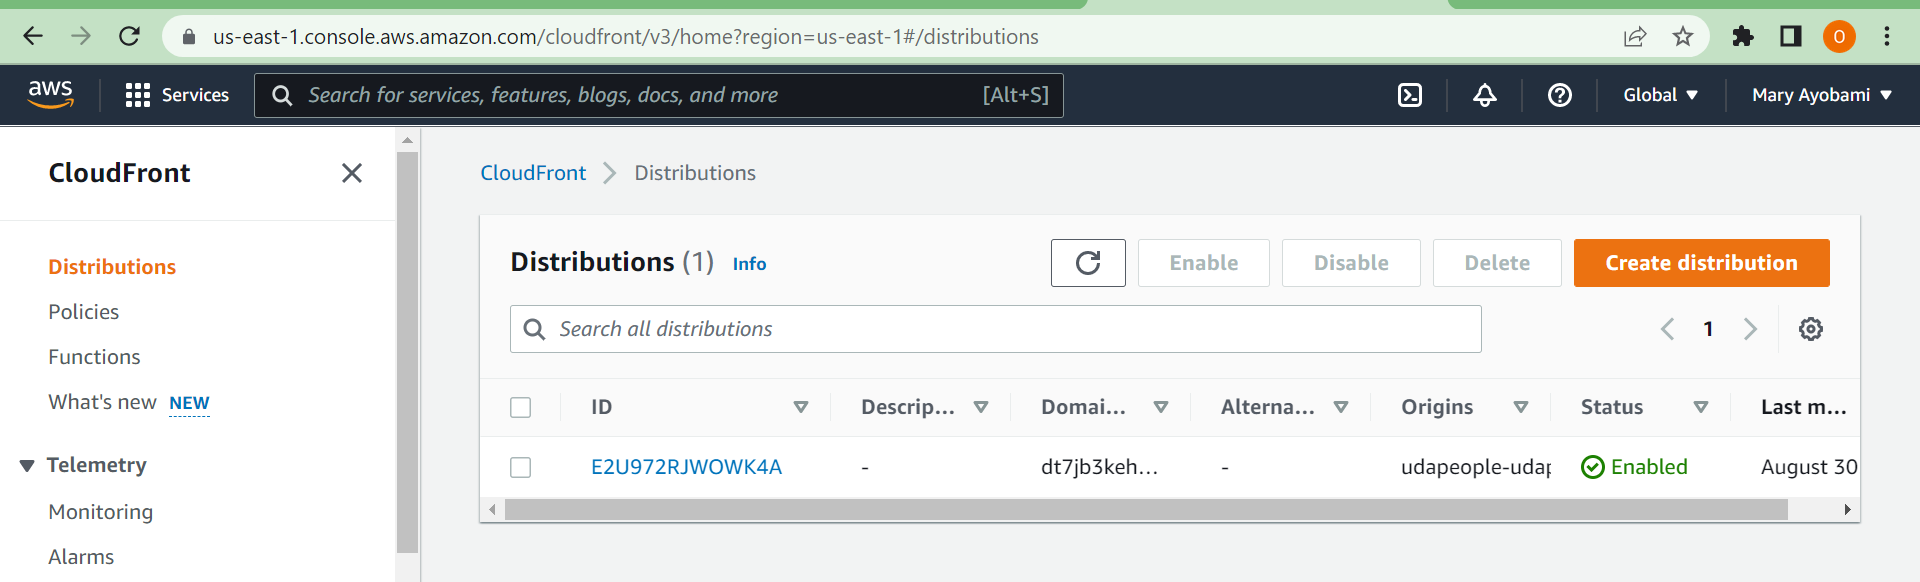 us-east-1.console.aws.amazon.com/cloudfront/v3/home?region=us-east-1#/distributions
O
aws
Services
Search for services, features, blogs, docs, and more
[Alt+S]
Global
Mary Ayobami
CloudFront
Distributions
Policies
Functions
What's new NEW
Telemetry
Monitoring
Alarms
CloudFront Distributions
Distributions (1) Info
Enable
Disable
Delete
Create distribution
Search all distributions
1
ID Descrip... Domai... Alterna... Origins Status Last m...
E2U972RJWOWK4A - dt7jb3keh... - udapeople-udap Enabled August 30